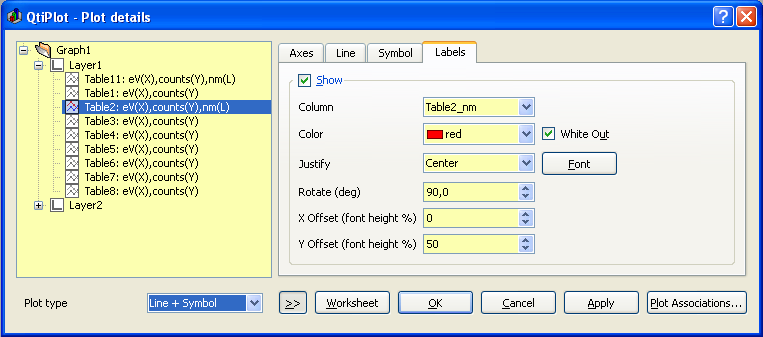 QtiPlot - Plot details
Graph1
Layer1
Table11: eV(X),counts(Y),nm(L)
Table1: eV(X),counts(Y)
Table2: eV(X),counts(Y),nm(L)
Table3: eV(X),counts(Y)
Table4: eV(X),counts(Y)
Table5: eV(X),counts(Y)
Table6: eV(X),counts(Y)
Table7: eV(X),counts(Y)
Table8: eV(X),counts(Y)
Layer2
Axes Line Symbol Labels
Show
Column Table2_nm
Color red White Out
Justify Center Font
Rotate (deg) 90,0
X Offset (font height %) 0
Y Offset (font height %) 50
Plot type Line + Symbol >> Worksheet OK Cancel Apply Plot Associations...